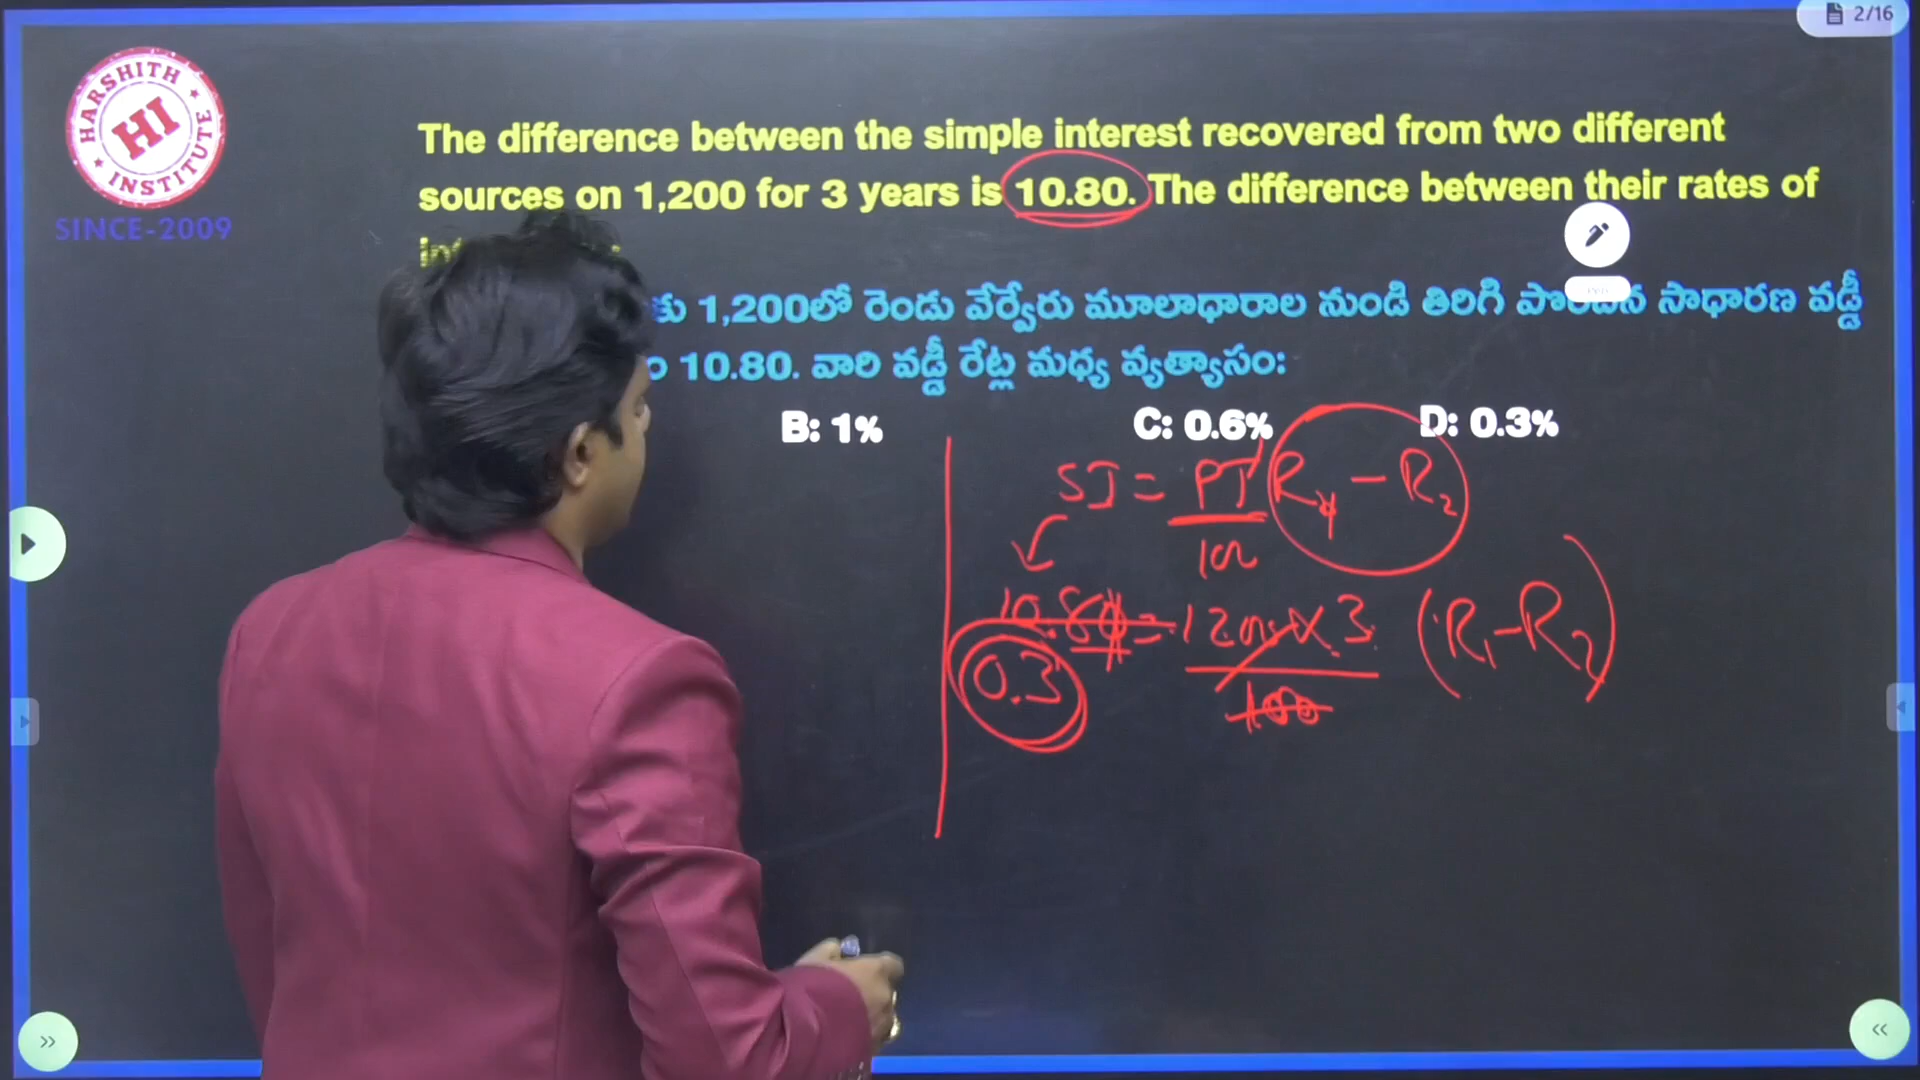 2/16
HARSHITH
HI
INSTITUTE
SINCE-2009
The difference between the simple interest recovered from two different
sources on 1,200 for 3 years is 10.80. The difference between their rates of
కు 1,200లో రెండు వేర్వేరు మూలాధారాల నుండి తిరిగి సాధారణ వడ్డీ
10.80. వారి వడ్డీ రేట్ల మధ్య వ్యత్యాసం:
B: 1% C: 0.6% D: 0.3%
SI = PT R - R2
100
10.80 = 1200 x 3 (R1-R2)
0.3
100